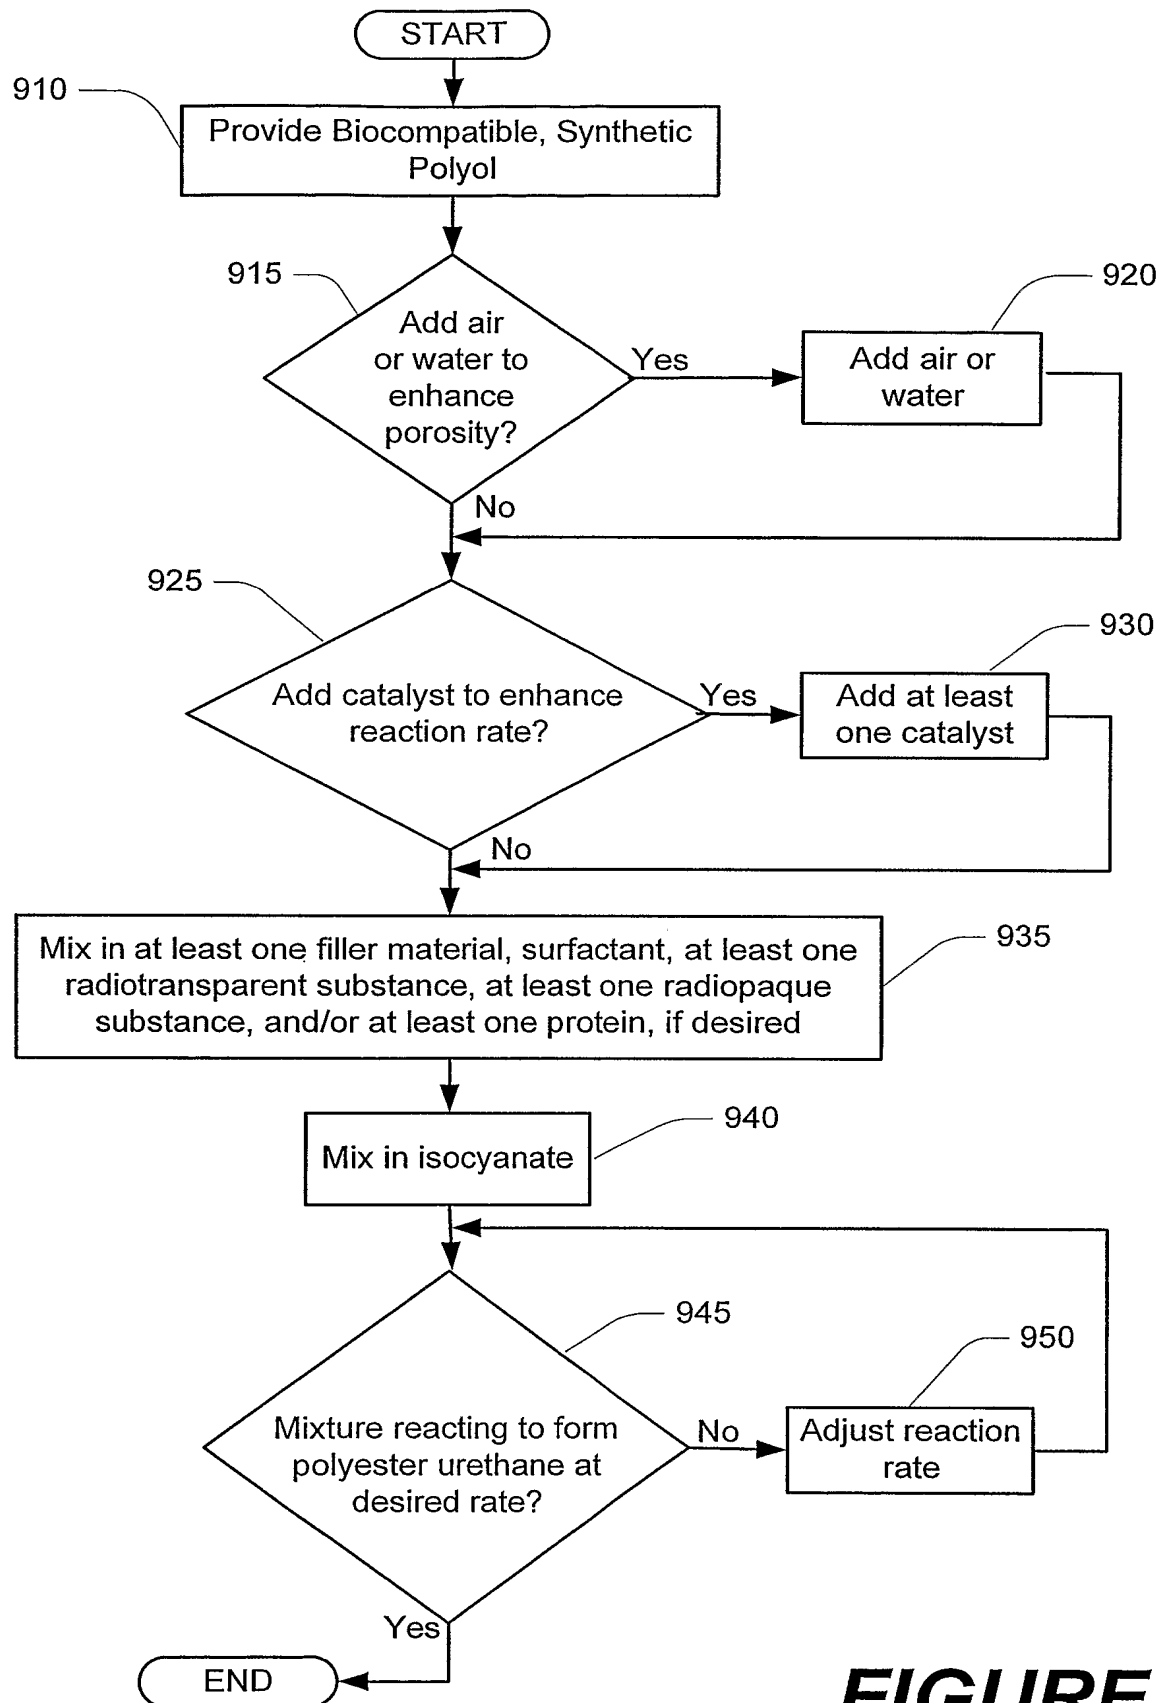 START
910
Provide Biocompatible, Synthetic
Polyol
915
920
Add air
or water to
enhance
porosity?
Yes
Add air or
water
No
925
930
Add catalyst to enhance
reaction rate?
Yes
Add at least
one catalyst
No
935
Mix in at least one filler material, surfactant, at least one
radiotransparent substance, at least one radiopaque
substance, and/or at least one protein, if desired
940
Mix in isocyanate
945
950
Mixture reacting to form
polyester urethane at
desired rate?
No
Adjust reaction
rate
Yes
END
FIGURE